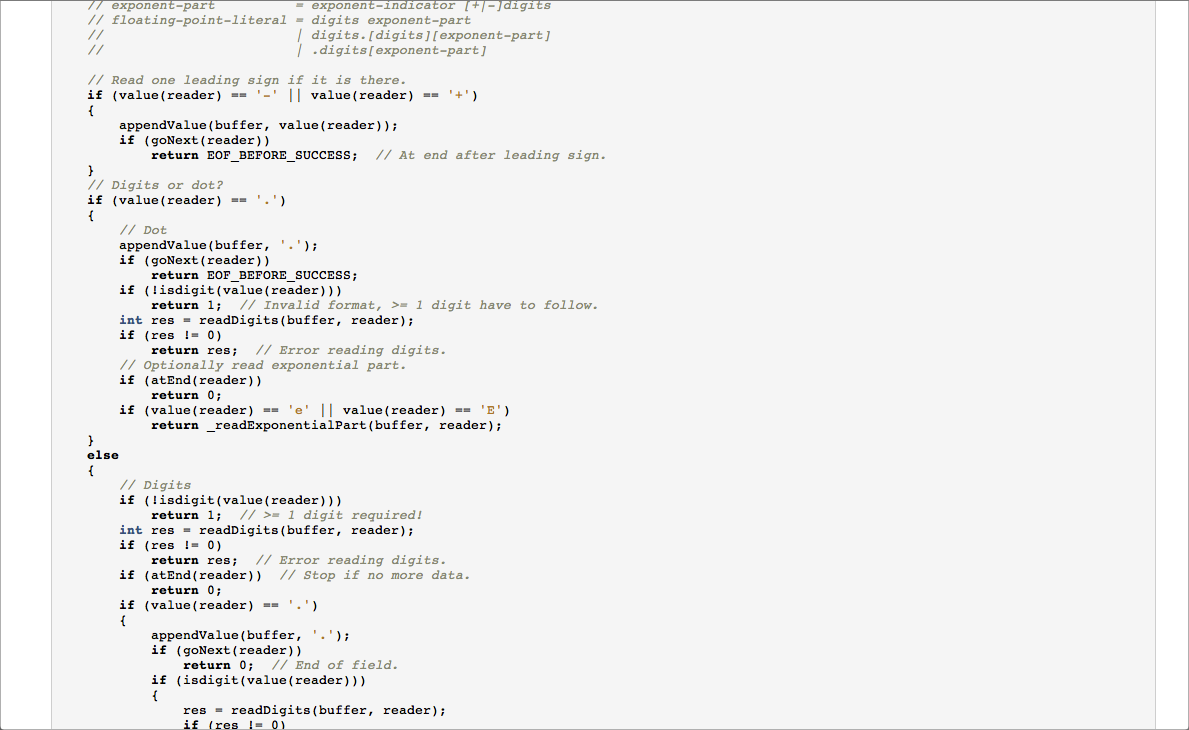 // exponent-part          = exponent-indicator [+|-]digits
// floating-point-literal = digits exponent-part
//                        | digits.[digits][exponent-part]
//                        | .digits[exponent-part]

// Read one leading sign if it is there.
if (value(reader) == '-' || value(reader) == '+')
{
    appendValue(buffer, value(reader));
    if (goNext(reader))
        return EOF_BEFORE_SUCCESS;  // At end after leading sign.
}
// Digits or dot?
if (value(reader) == '.')
{
    // Dot
    appendValue(buffer, '.');
    if (goNext(reader))
        return EOF_BEFORE_SUCCESS;
    if (!isdigit(value(reader)))
        return 1;  // Invalid format, >= 1 digit have to follow.
    int res = readDigits(buffer, reader);
    if (res != 0)
        return res;  // Error reading digits.
    // Optionally read exponential part.
    if (atEnd(reader))
        return 0;
    if (value(reader) == 'e' || value(reader) == 'E')
        return _readExponentialPart(buffer, reader);
}
else
{
    // Digits
    if (!isdigit(value(reader)))
        return 1;  // >= 1 digit required!
    int res = readDigits(buffer, reader);
    if (res != 0)
        return res;  // Error reading digits.
    if (atEnd(reader))  // Stop if no more data.
        return 0;
    if (value(reader) == '.')
    {
        appendValue(buffer, '.');
        if (goNext(reader))
            return 0;  // End of field.
        if (isdigit(value(reader)))
        {
            res = readDigits(buffer, reader);
            if (res != 0)